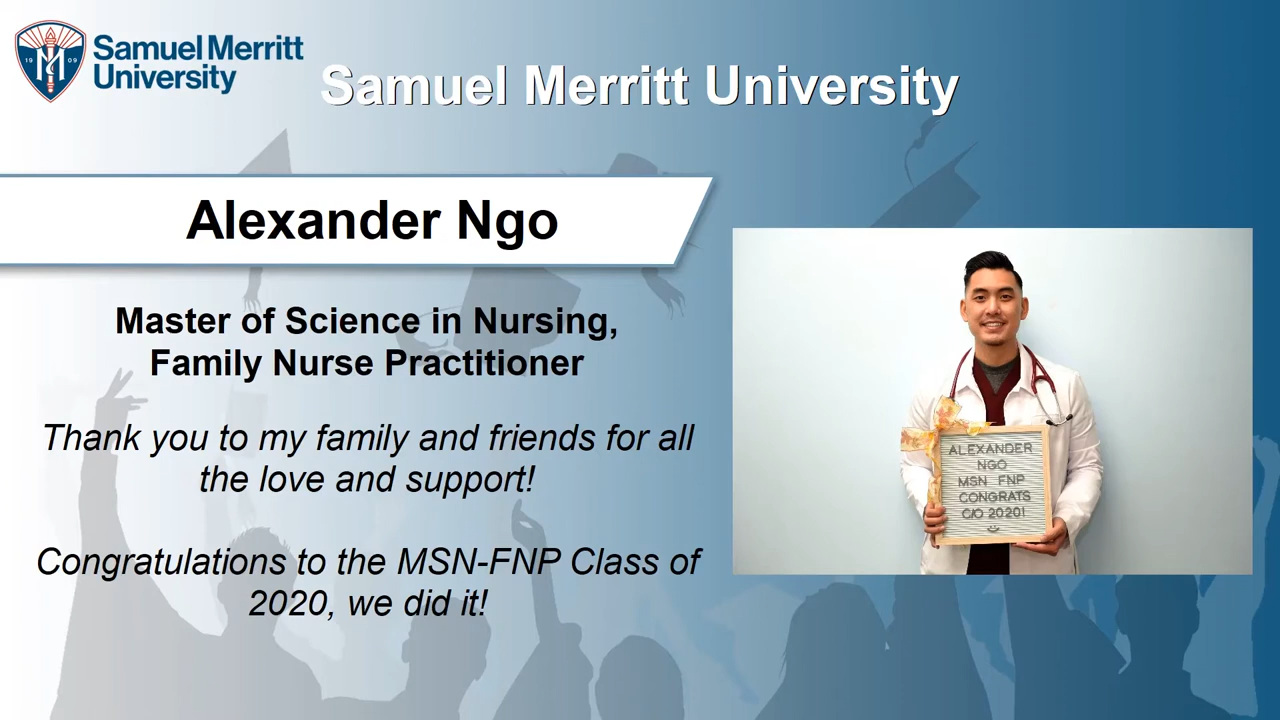 Samuel Merritt
University
19 M 09
Samuel Merritt University
Alexander Ngo
Master of Science in Nursing,
Family Nurse Practitioner
Thank you to my family and friends for all
the love and support!
Congratulations to the MSN-FNP Class of
2020, we did it!
ALEXANDER
NGO
MSN FNP
CONGRATS
C/O 2020!